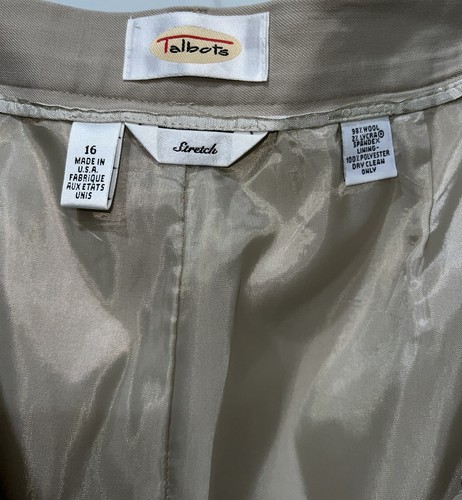 Talbots
16
MADE IN
U.S.A.
FABRIQUE
AUX ETATS
UNIS
Stretch
98% WOOL
2% LYCRA®
SPANDEX
LINING-
100% POLYESTER
DRY CLEAN
ONLY